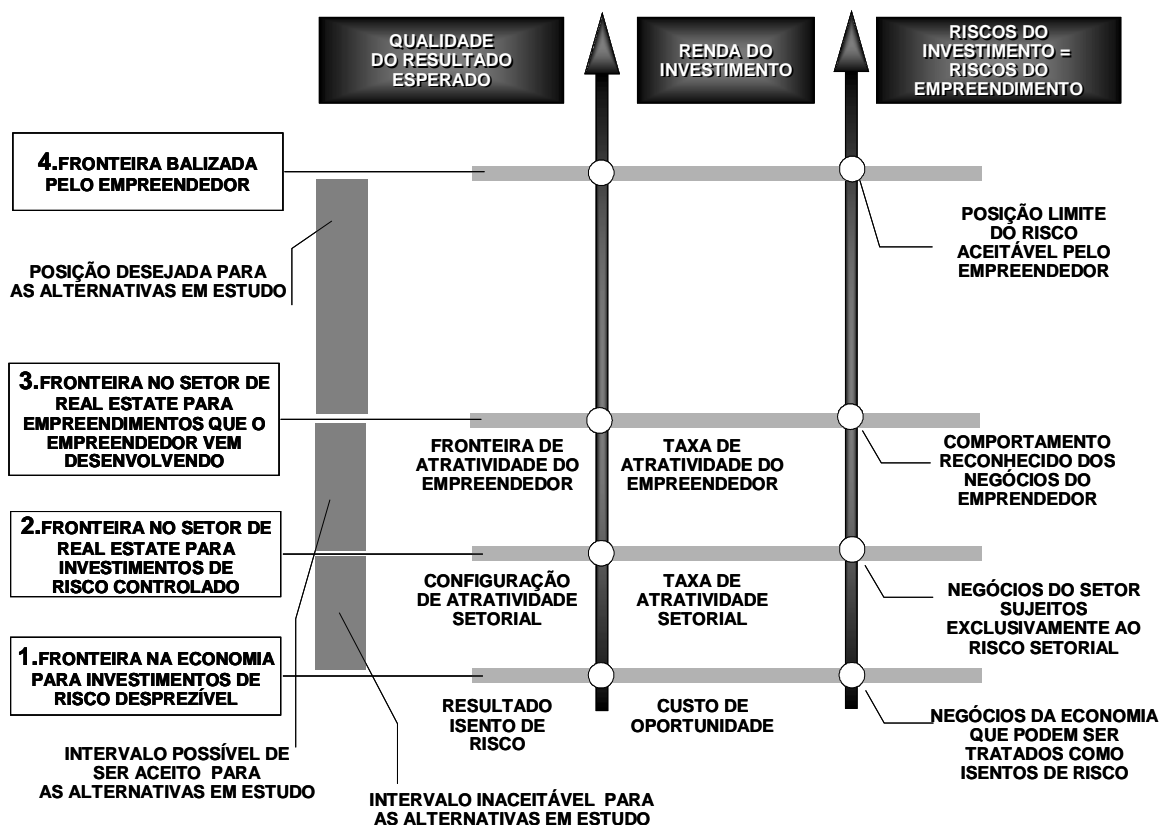 QUALIDADE
DO RESULTADO
ESPERADO
RENDA DO
INVESTIMENTO
RISCOS DO
INVESTIMENTO =
RISCOS DO
EMPREENDIMENTO
4.FRONTEIRA BALIZADA
PELO EMPREENDEDOR
POSIÇÃO LIMITE
DO RISCO
ACEITÁVEL PELO
EMPREENDEDOR
POSIÇÃO DESEJADA PARA
AS ALTERNATIVAS EM ESTUDO
3.FRONTEIRA NO SETOR DE
REAL ESTATE PARA
EMPREENDIMENTOS QUE O
EMPREENDEDOR VEM
DESENVOLVENDO
FRONTEIRA DE
ATRATIVIDADE DO
EMPREENDEDOR
TAXA DE
ATRATIVIDADE DO
EMPREENDEDOR
COMPORTAMENTO
RECONHECIDO DOS
NEGÓCIOS DO
EMPRENDEDOR
2.FRONTEIRA NO SETOR DE
REAL ESTATE PARA
INVESTIMENTOS DE
RISCO CONTROLADO
CONFIGURAÇÃO
DE ATRATIVIDADE
SETORIAL
TAXA DE
ATRATIVIDADE
SETORIAL
NEGÓCIOS DO SETOR
SUJEITOS
EXCLUSIVAMENTE AO
RISCO SETORIAL
1.FRONTEIRA NA ECONOMIA
PARA INVESTIMENTOS DE
RISCO DESPREZÍVEL
RESULTADO
ISENTO DE
RISCO
CUSTO DE
OPORTUNIDADE
NEGÓCIOS DA ECONOMIA
QUE PODEM SER
TRATADOS COMO
ISENTOS DE RISCO
INTERVALO POSSÍVEL DE
SER ACEITO PARA
AS ALTERNATIVAS EM ESTUDO
INTERVALO INACEITÁVEL PARA
AS ALTERNATIVAS EM ESTUDO